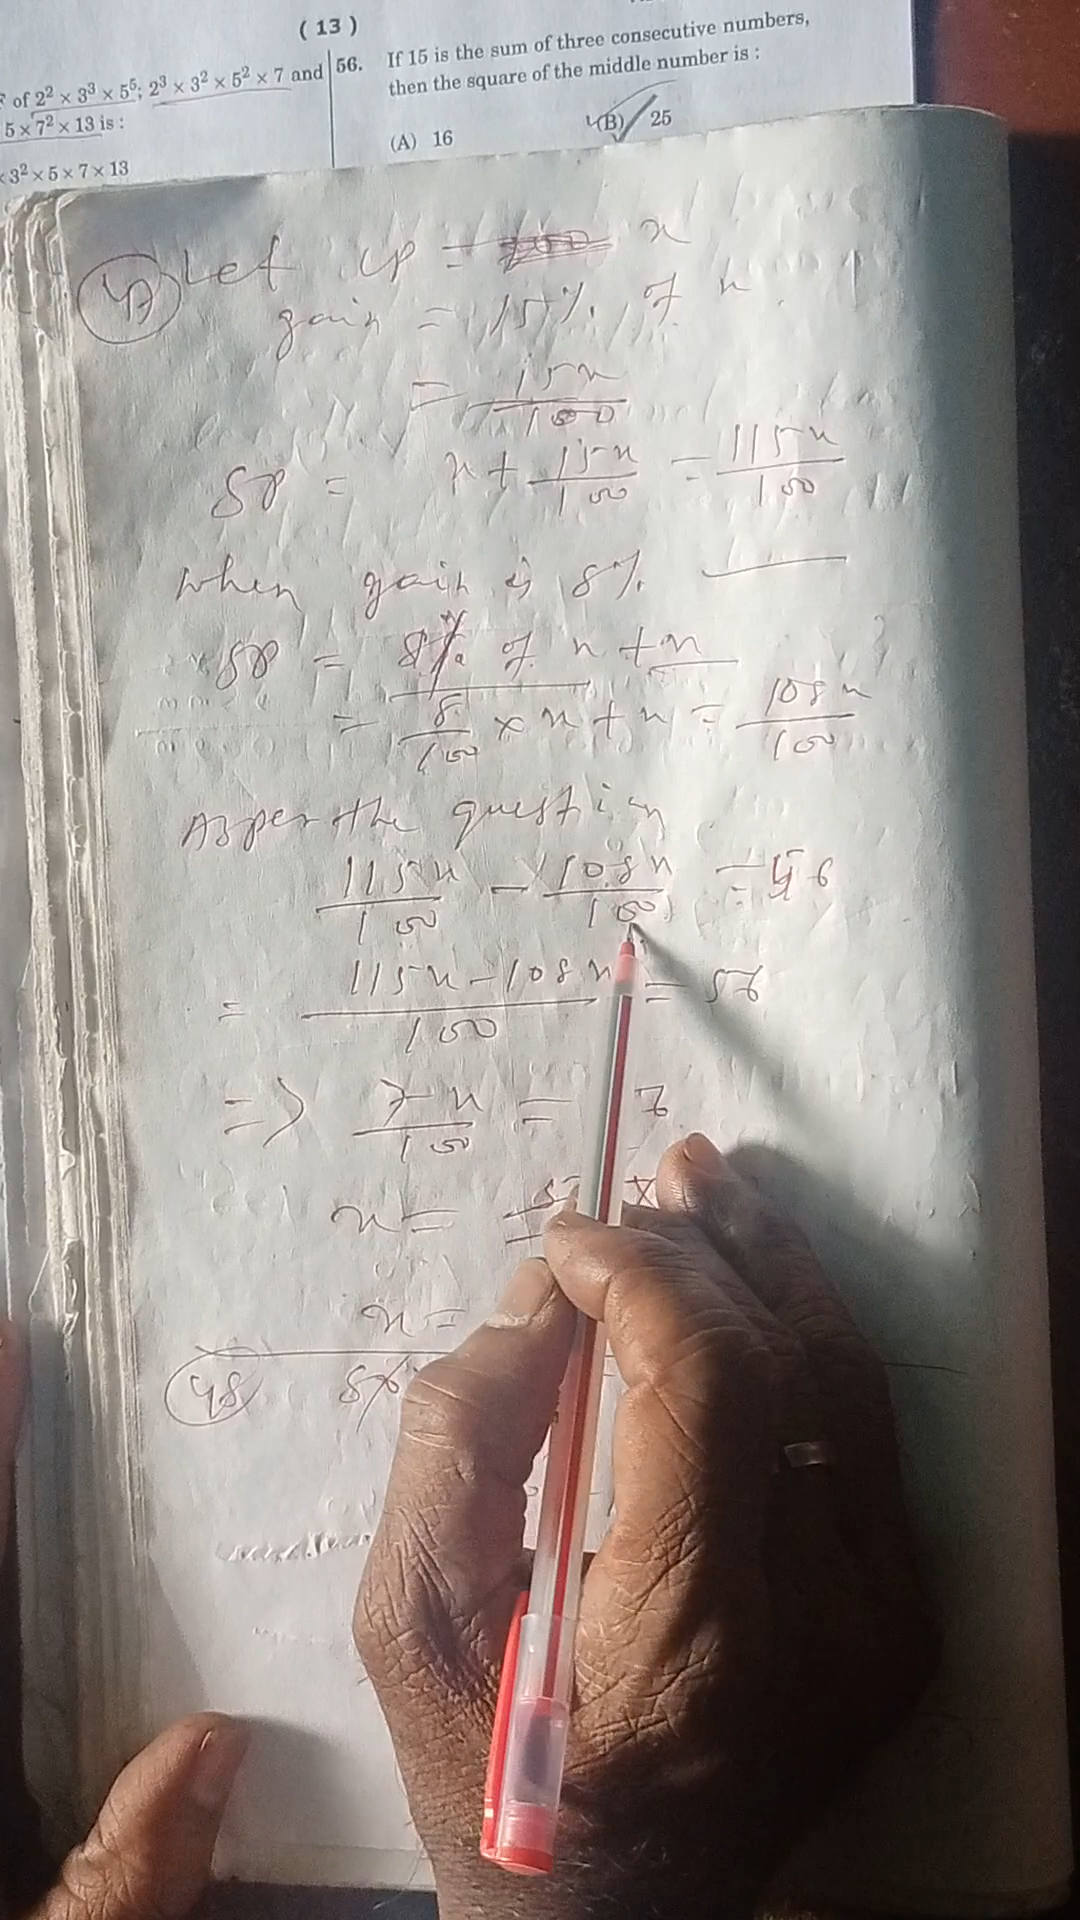 ( 13 )
of 2² × 3³ × 5⁵; 2³ × 3² × 5² × 7 and
5 × 7² × 13 is :
3² × 5 × 7 × 13
56. If 15 is the sum of three consecutive numbers,
then the square of the middle number is :
(A) 16 (B) 25
47 Let CP = x
gain = 15% of x
= 15x/100
SP = x + 15x/100 = 115x/100
When gain is 8%
SP = 8% of x + x
= 8/100 × x + x = 108x/100
As per the question
115x/100 - 108x/100 = 56
= 115x - 108x/100 = 56
=> 7x/100 =
x =
x =
48